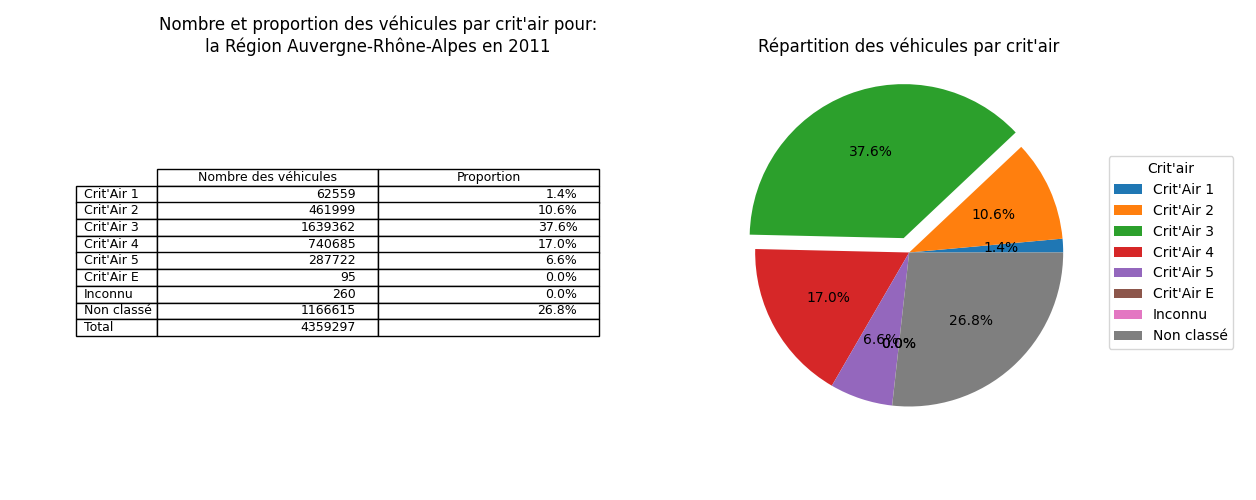 Nombre et proportion des véhicules par crit'air pour:
la Région Auvergne-Rhône-Alpes en 2011
Nombre des véhicules Proportion
Crit'Air 1 62559 1.4%
Crit'Air 2 461999 10.6%
Crit'Air 3 1639362 37.6%
Crit'Air 4 740685 17.0%
Crit'Air 5 287722 6.6%
Crit'Air E 95 0.0%
Inconnu 260 0.0%
Non classé 1166615 26.8%
Total 4359297
Répartition des véhicules par crit'air
37.6%
10.6%
1.4%
17.0%
6.6%
0.0%
0.0%
26.8%
Crit'air
Crit'Air 1
Crit'Air 2
Crit'Air 3
Crit'Air 4
Crit'Air 5
Crit'Air E
Inconnu
Non classé